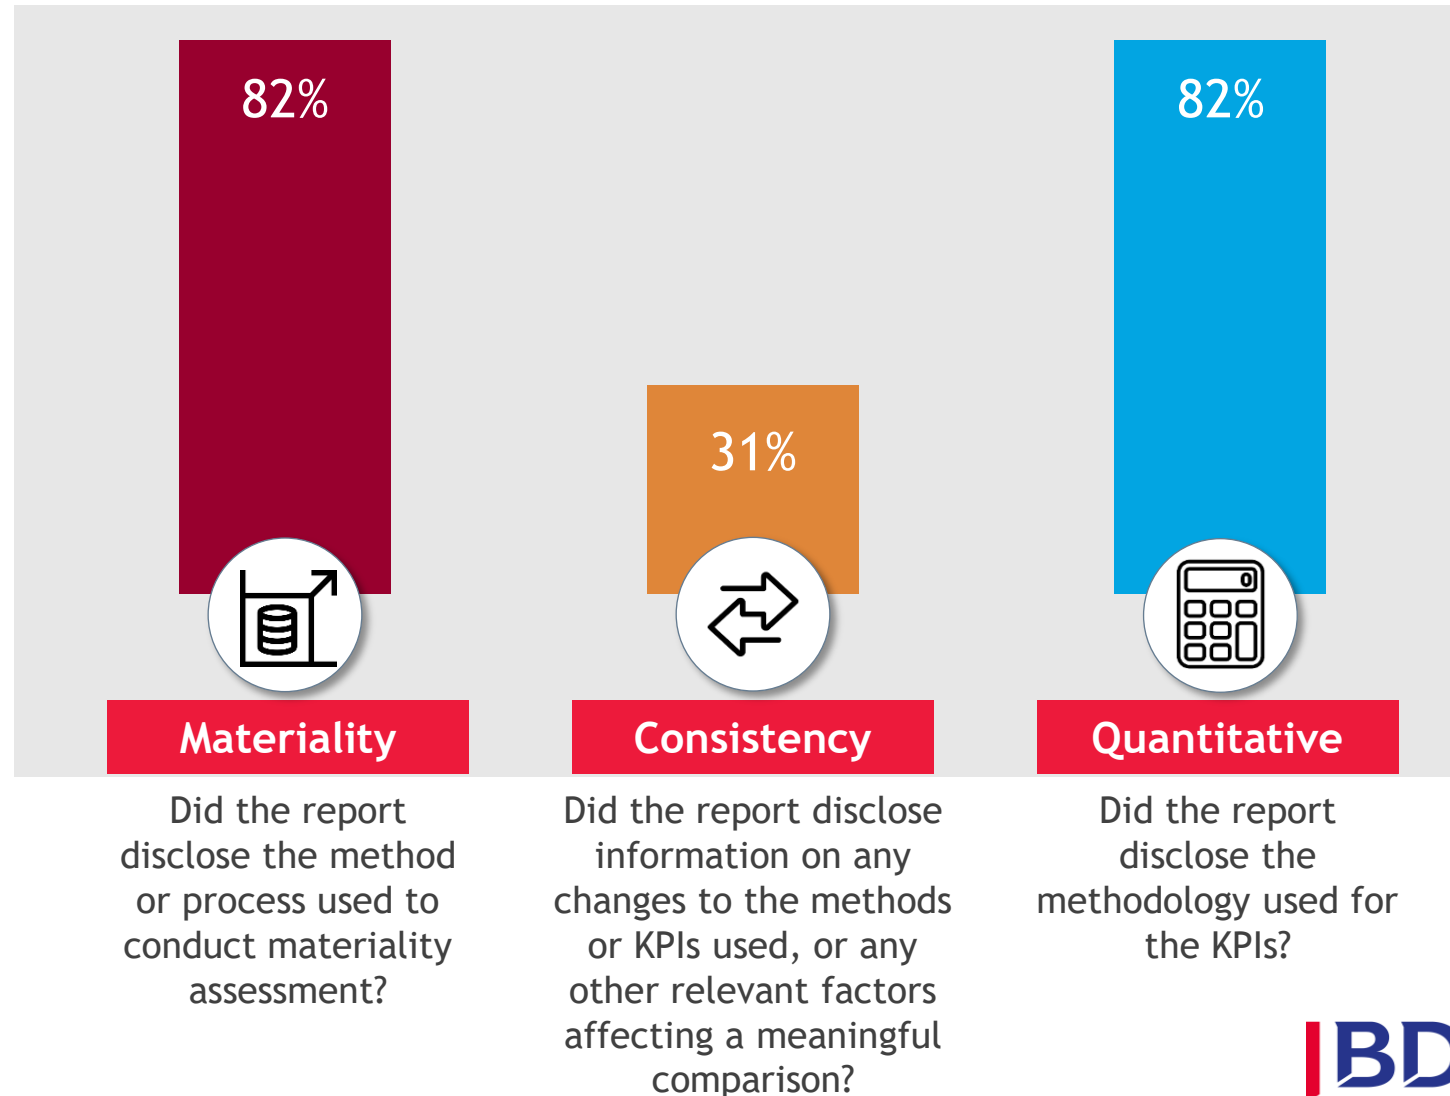 82%
82%
31%
0
Materiality
Consistency
Quantitative
Did the report
disclose the method
or process used to
conduct materiality
assessment?
Did the report disclose
information on any
changes to the methods
or KPIs used, or any
other relevant factors
affecting a meaningful
comparison?
Did the report
disclose the
methodology used for
the KPIs?
BD